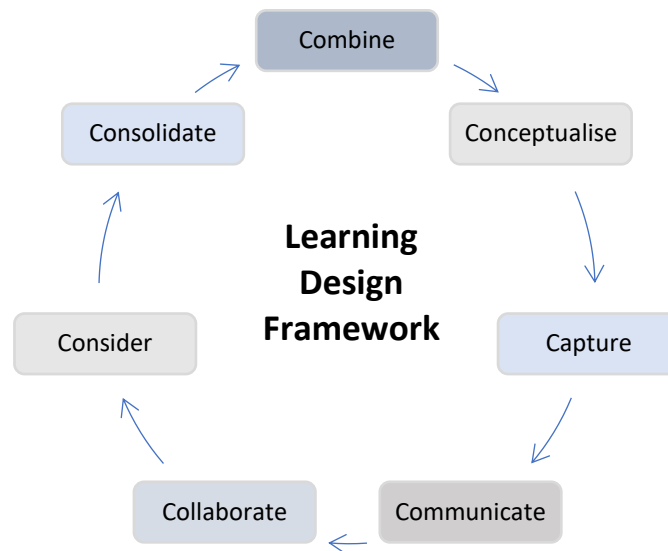 Combine
Conceptualise
Capture
Communicate
Collaborate
Consider
Consolidate
Learning
Design
Framework